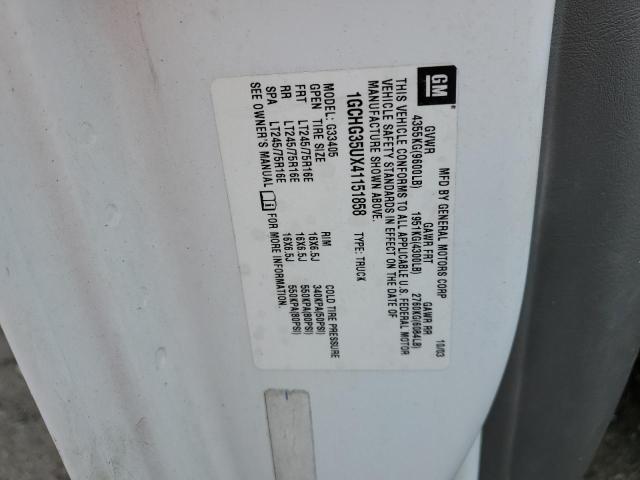 GM
MFD BY GENERAL MOTORS CORP 10/03
GVWR GAWR FRT GAWR RR
4355KG(9600LB) 1951KG(4300LB) 2760KG(6084LB)
THIS VEHICLE CONFORMS TO ALL APPLICABLE U.S. FEDERAL MOTOR
VEHICLE SAFETY STANDARDS IN EFFECT ON THE DATE OF
MANUFACTURE SHOWN ABOVE.
1GCHG35UX41151858 TYPE: TRUCK
MODEL: G33405
GPEN TIRE SIZE RIM COLD TIRE PRESSURE
FRT LT245/75R16E 16X6.5J 340KPA(50PSI)
RR LT245/75R16E 16X6.5J 550KPA(80PSI)
SPA LT245/75R16E 16X6.5J 550KPA(80PSI)
SEE OWNER'S MANUAL FOR MORE INFORMATION.